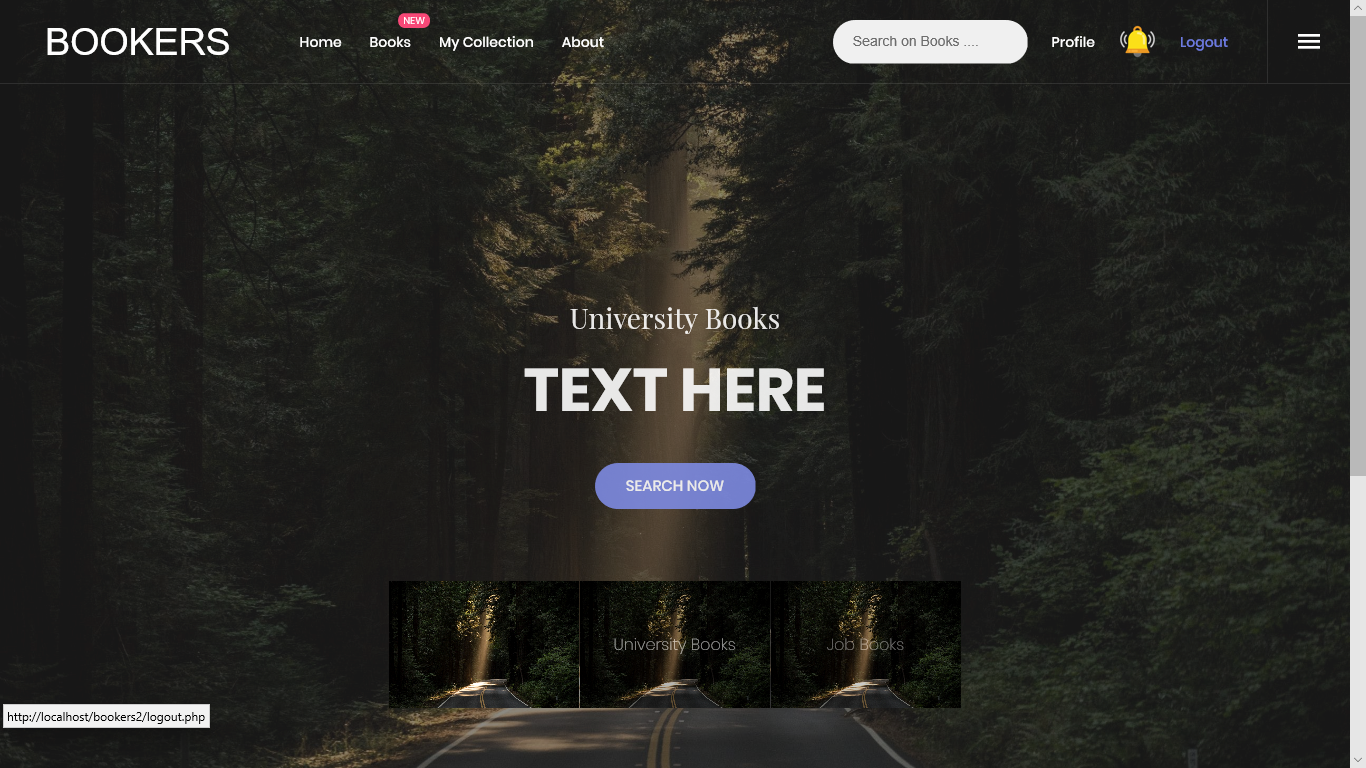 BOOKERS
Home
NEW
Books
My Collection
About
Search on Books ....
Profile
Logout
University Books
TEXT HERE
SEARCH NOW
University Books
Job Books
http://localhost/bookers2/logout.php